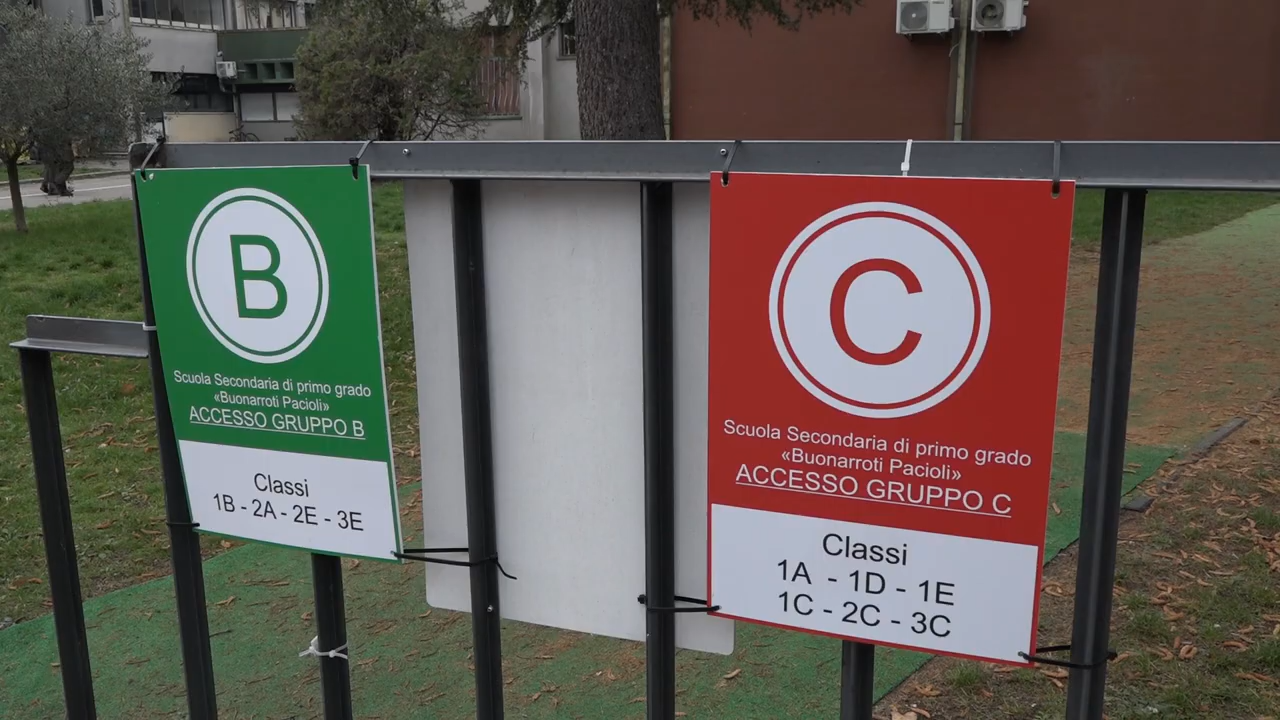 B
Scuola Secondaria di primo grado
«Buonarroti Pacioli»
ACCESSO GRUPPO B
Classi
1B - 2A - 2E - 3E
C
Scuola Secondaria di primo grado
«Buonarroti Pacioli»
ACCESSO GRUPPO C
Classi
1A - 1D - 1E
1C - 2C - 3C